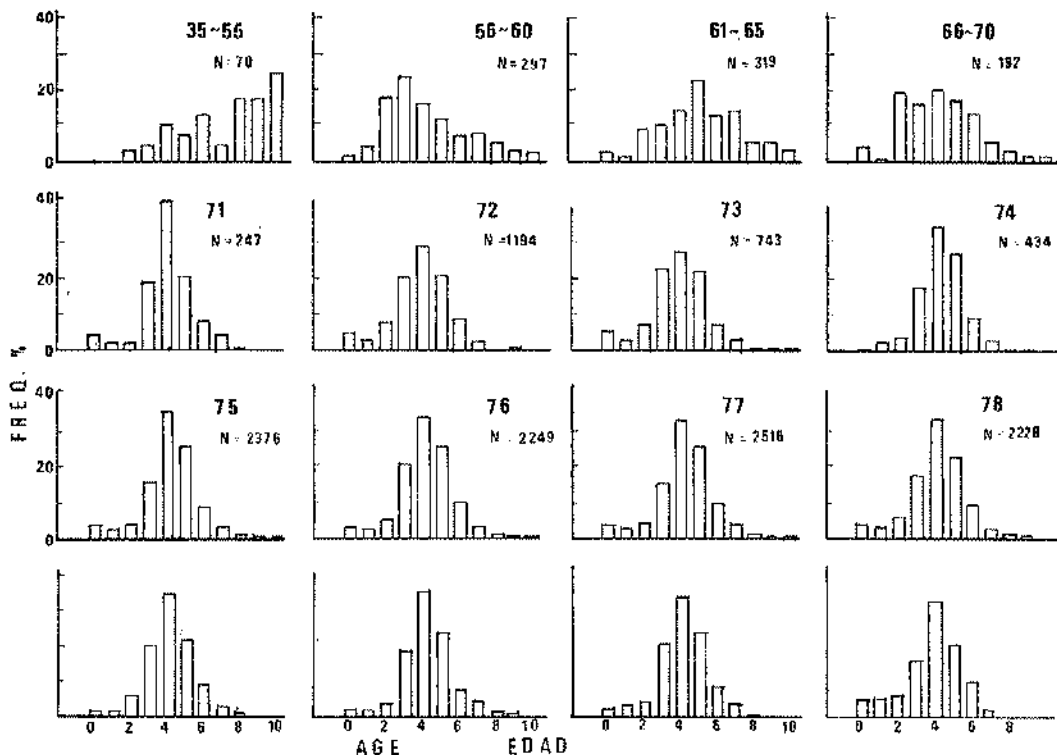 40
20
0
35~55
N=70
56~60
N=297
61~65
N=319
66~70
N=192
40
20
0
71
N=247
72
N=1194
73
N=743
74
N=434
FREQ. %
40
20
0
75
N=2376
76
N=2249
77
N=2516
78
N=2228
0 2 4 6 8
0 2 4 6 8 10
0 2 4 6 8 10
0 2 4 6 8
AGE EDAD